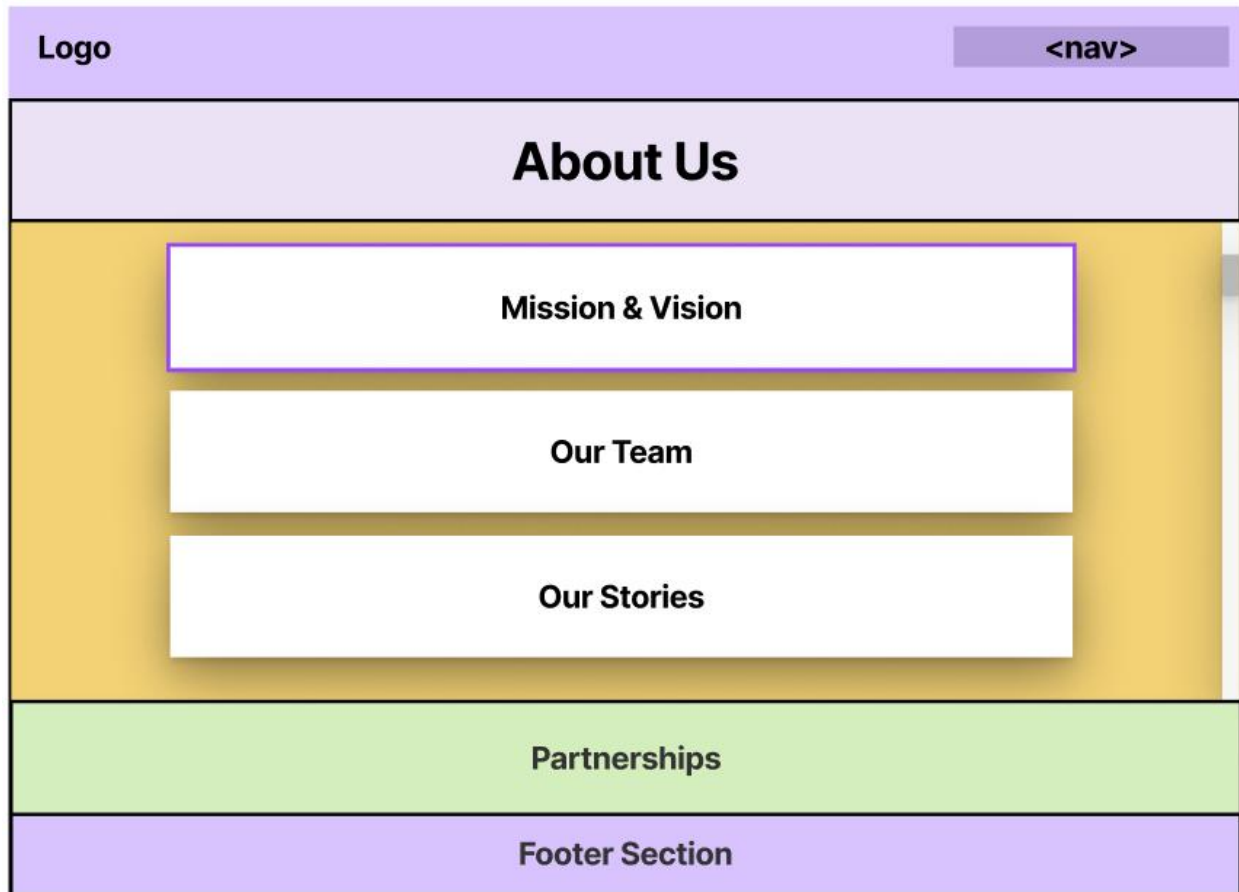 Logo
<nav>
About Us
Mission & Vision
Our Team
Our Stories
Partnerships
Footer Section